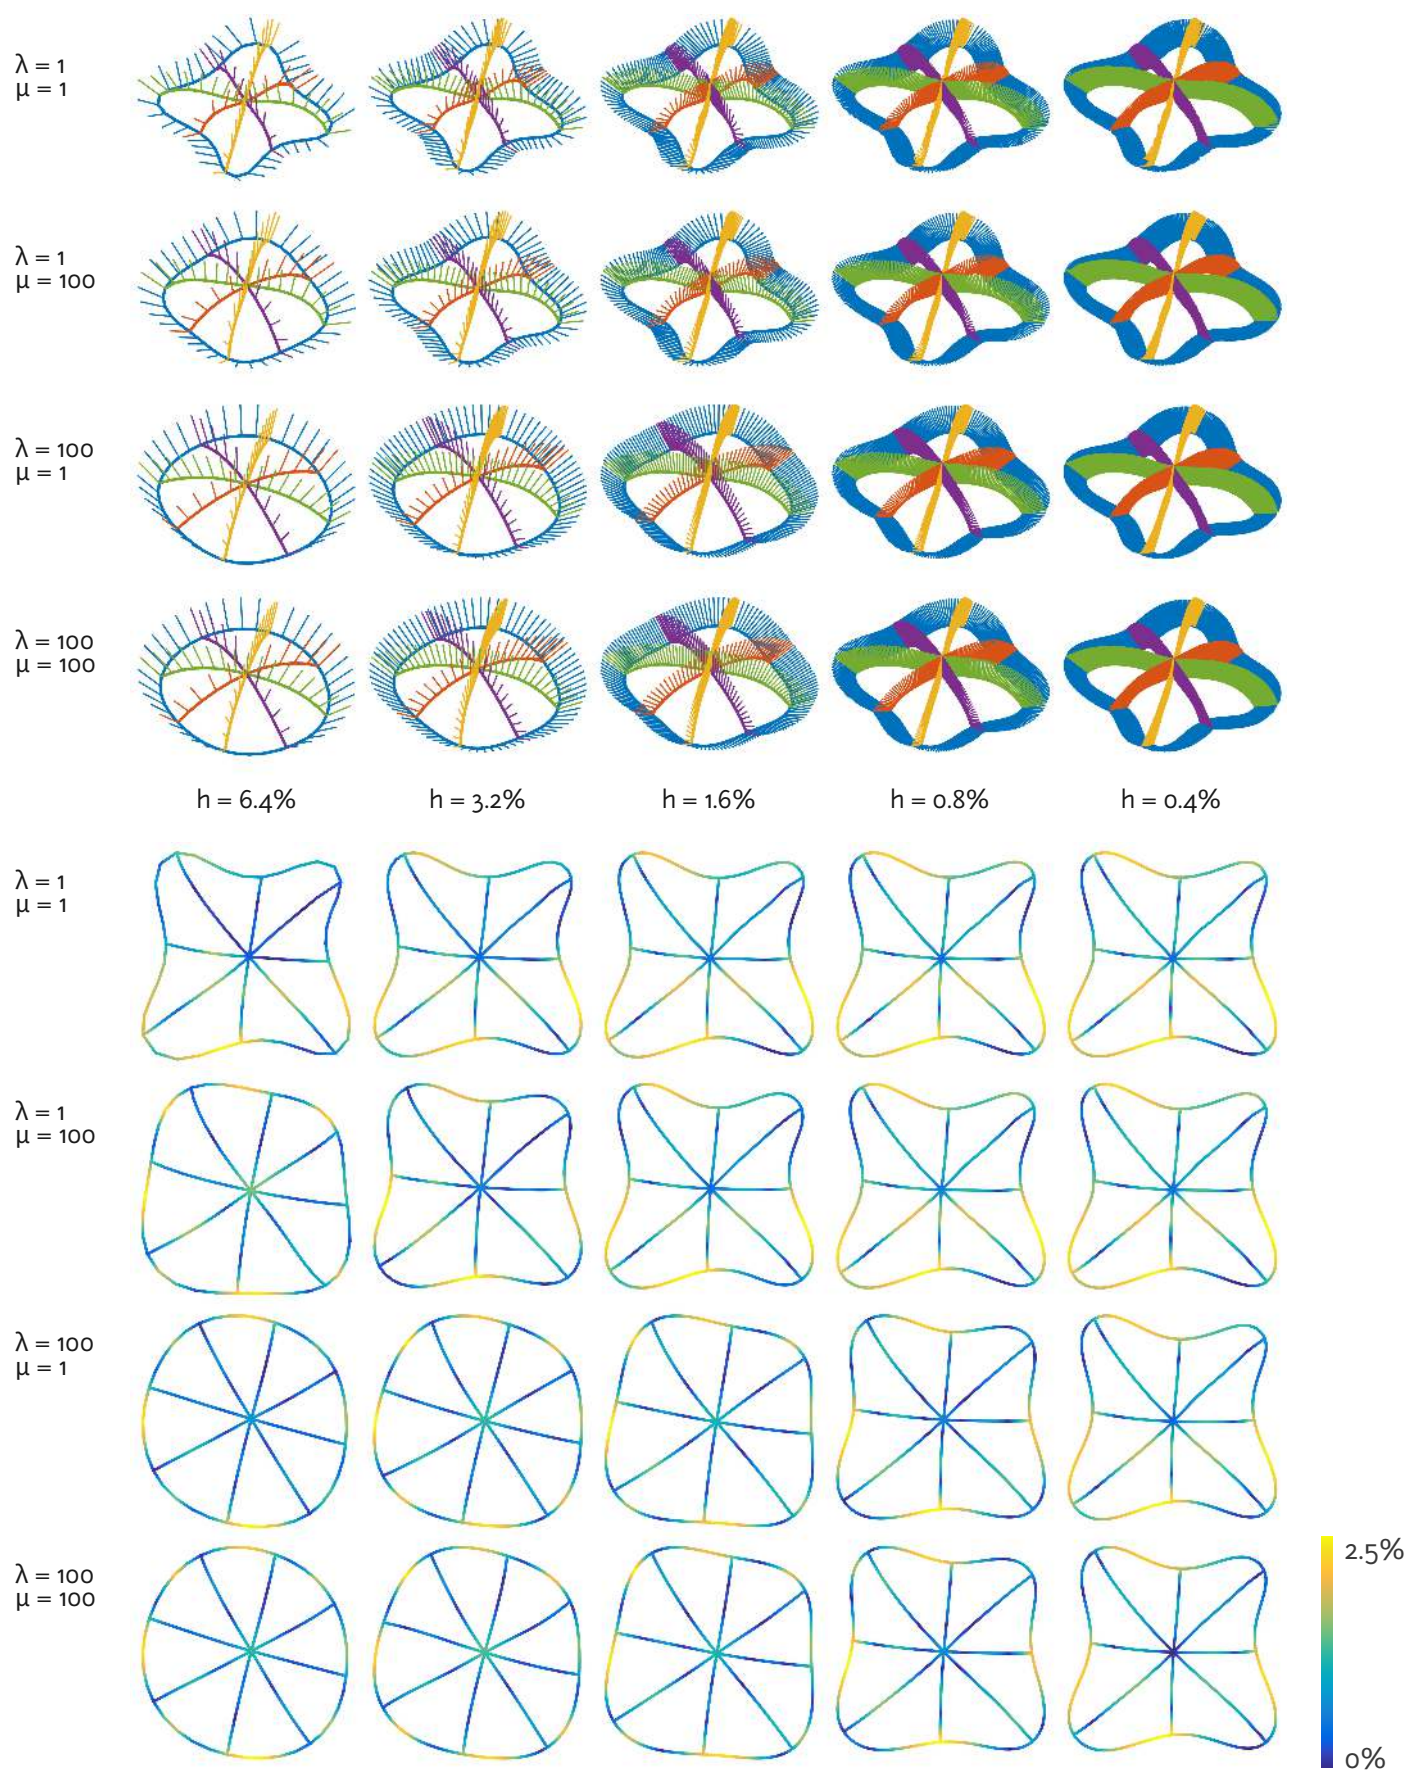 λ = 1
μ = 1
λ = 1
μ = 100
λ = 100
μ = 1
λ = 100
μ = 100
h = 6.4% h = 3.2% h = 1.6% h = 0.8% h = 0.4%
λ = 1
μ = 1
λ = 1
μ = 100
λ = 100
μ = 1
λ = 100
μ = 100
2.5%
0%